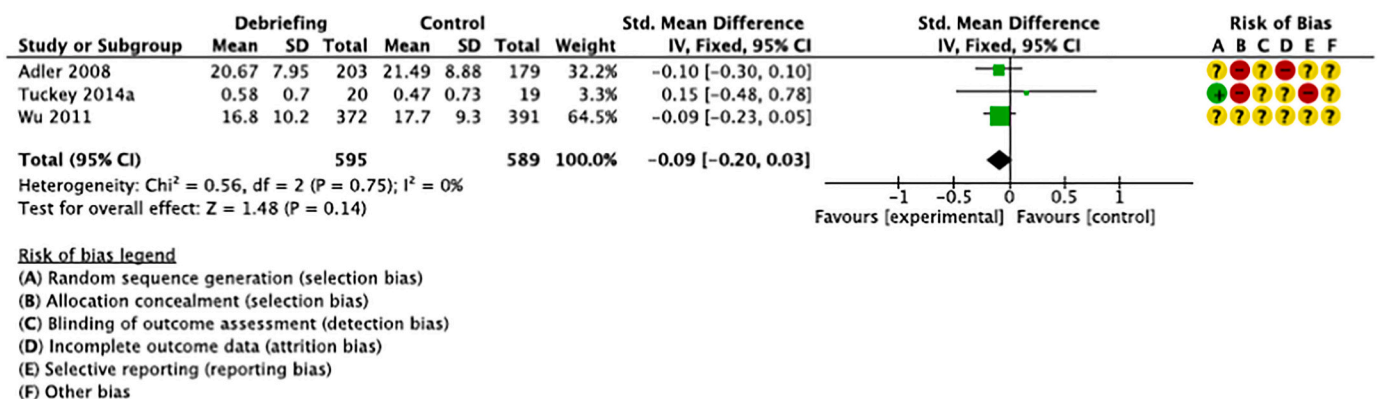 Debriefing Control Std. Mean Difference Std. Mean Difference Risk of Bias
Study or Subgroup Mean SD Total Mean SD Total Weight IV, Fixed, 95% CI IV, Fixed, 95% CI A B C D E F
Adler 2008 20.67 7.95 203 21.49 8.88 179 32.2% -0.10 [-0.30, 0.10] ? - ? - ? ?
Tuckey 2014a 0.58 0.7 20 0.47 0.73 19 3.3% 0.15 [-0.48, 0.78] + - ? ? - ?
Wu 2011 16.8 10.2 372 17.7 9.3 391 64.5% -0.09 [-0.23, 0.05] ? ? ? ? ? ?
Total (95% CI) 595 589 100.0% -0.09 [-0.20, 0.03]
Heterogeneity: Chi² = 0.56, df = 2 (P = 0.75); I² = 0%
Test for overall effect: Z = 1.48 (P = 0.14)
-1 -0.5 0 0.5 1
Favours [experimental] Favours [control]
Risk of bias legend
(A) Random sequence generation (selection bias)
(B) Allocation concealment (selection bias)
(C) Blinding of outcome assessment (detection bias)
(D) Incomplete outcome data (attrition bias)
(E) Selective reporting (reporting bias)
(F) Other bias